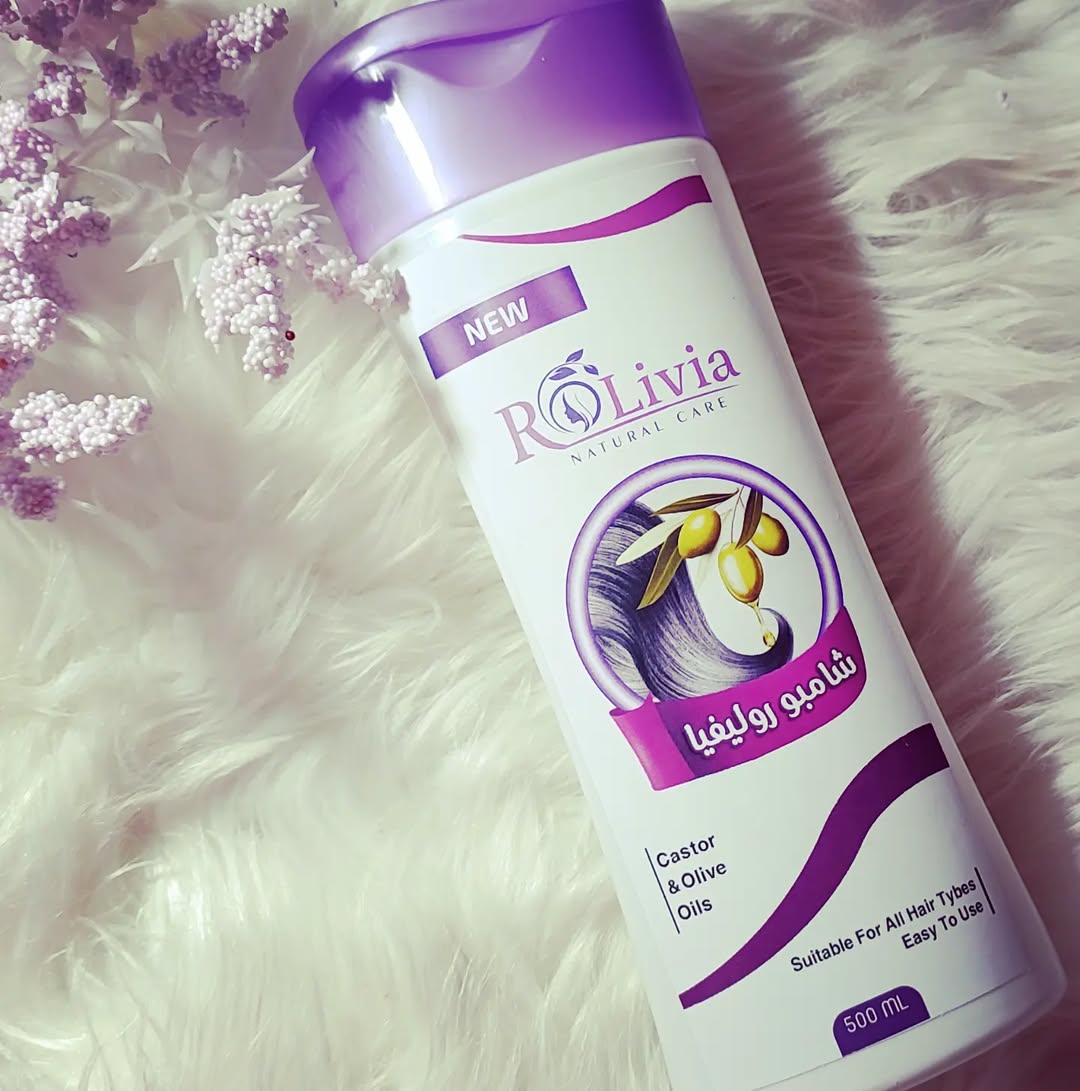 NEW
ROLivia
NATURAL CARE
شامبو روليفيا
Castor
&Olive
Oils
Suitable For All Hair Tybes
Easy To Use
500 ML